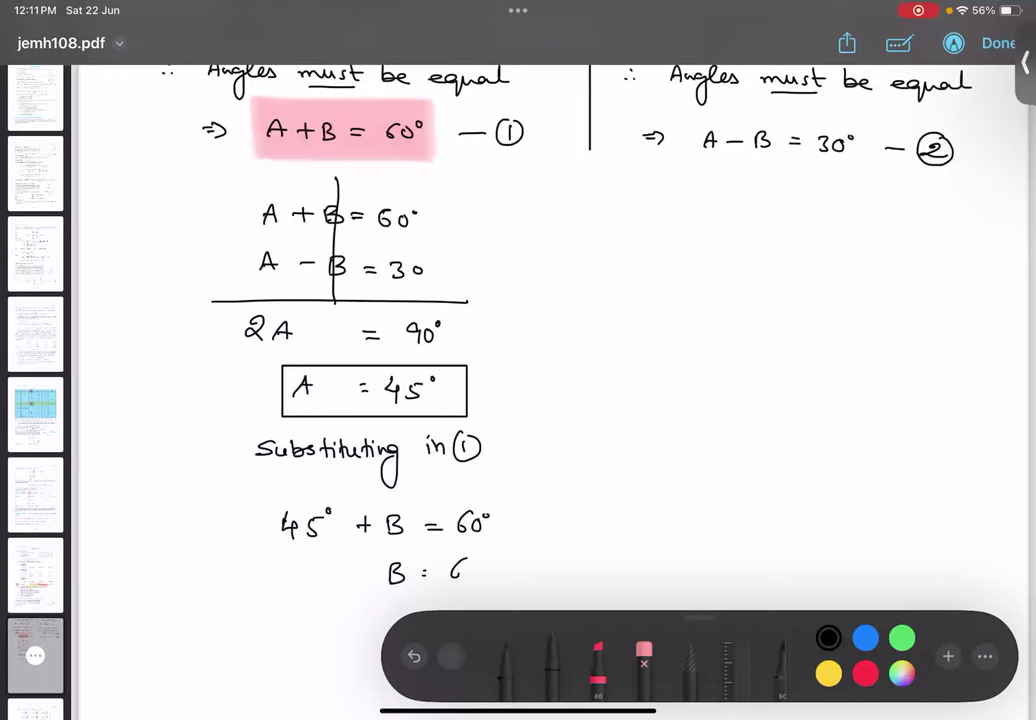 12:11PM Sat 22 Jun
56%
jemh108.pdf
Done
∴ Angles must be equal
⇒ A + B = 60° — ①
A + B = 60°
A − B = 30
2A = 90°
A = 45°
Substituting in ①
45° + B = 60°
B = 6
∴ Angles must be equal
⇒ A − B = 30° — ②
80